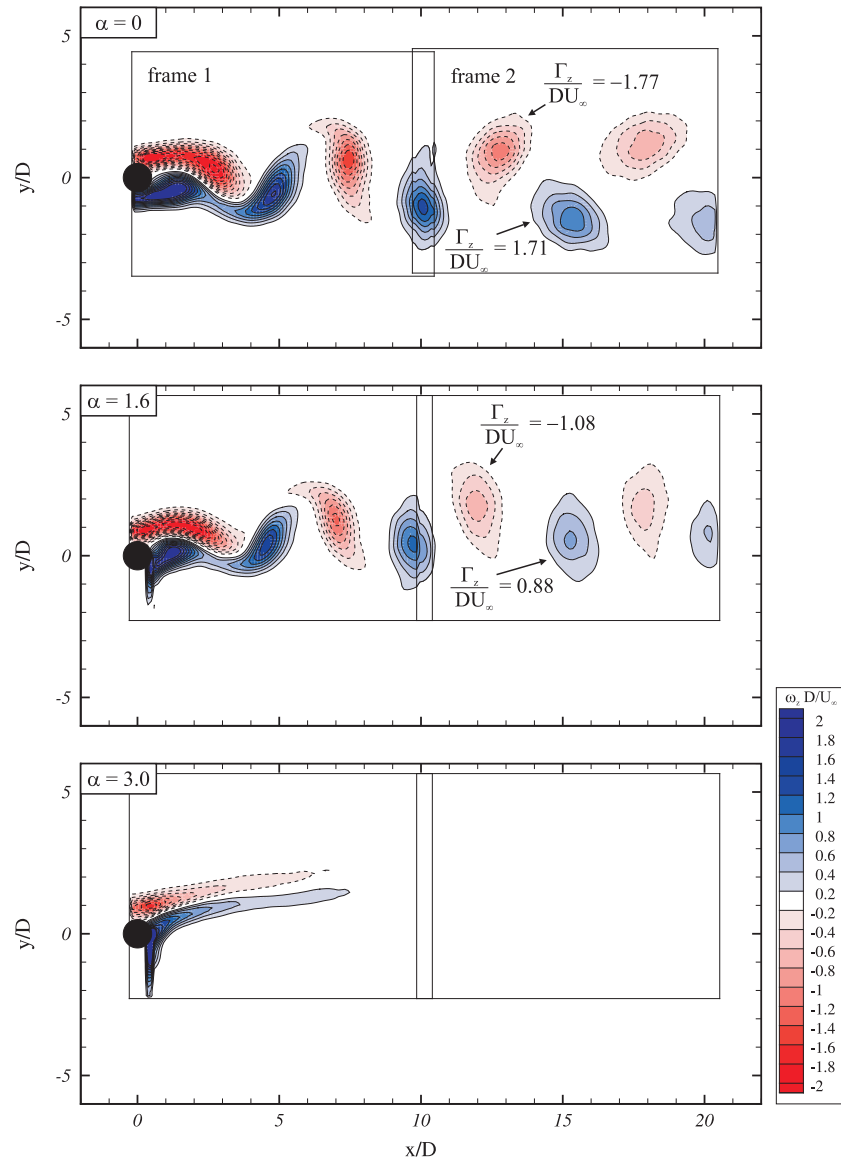 α = 0
frame 1
frame 2
Γz/DU∞ = −1.77
Γz/DU∞ = 1.71
5
0
-5
y/D
α = 1.6
Γz/DU∞ = −1.08
Γz/DU∞ = 0.88
5
0
-5
y/D
α = 3.0
5
0
-5
y/D
0
5
10
15
20
x/D
ωz D/U∞
2
1.8
1.6
1.4
1.2
1
0.8
0.6
0.4
0.2
-0.2
-0.4
-0.6
-0.8
-1
-1.2
-1.4
-1.6
-1.8
-2